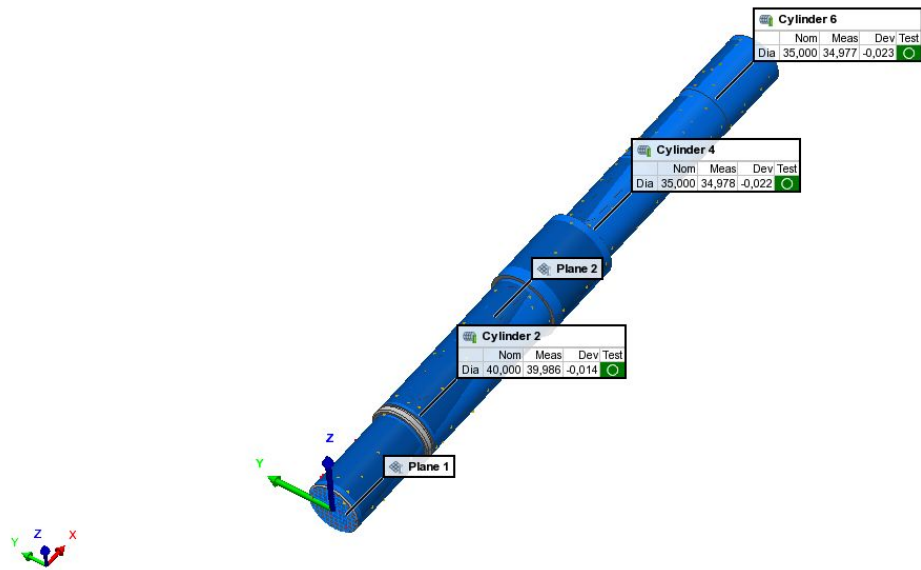 Cylinder 6
Nom Meas Dev Test
Dia 35,000 34,977 -0,023
Cylinder 4
Nom Meas Dev Test
Dia 35,000 34,978 -0,022
Plane 2
Cylinder 2
Nom Meas Dev Test
Dia 40,000 39,986 -0,014
Z
Y
Plane 1
Z
Y
X